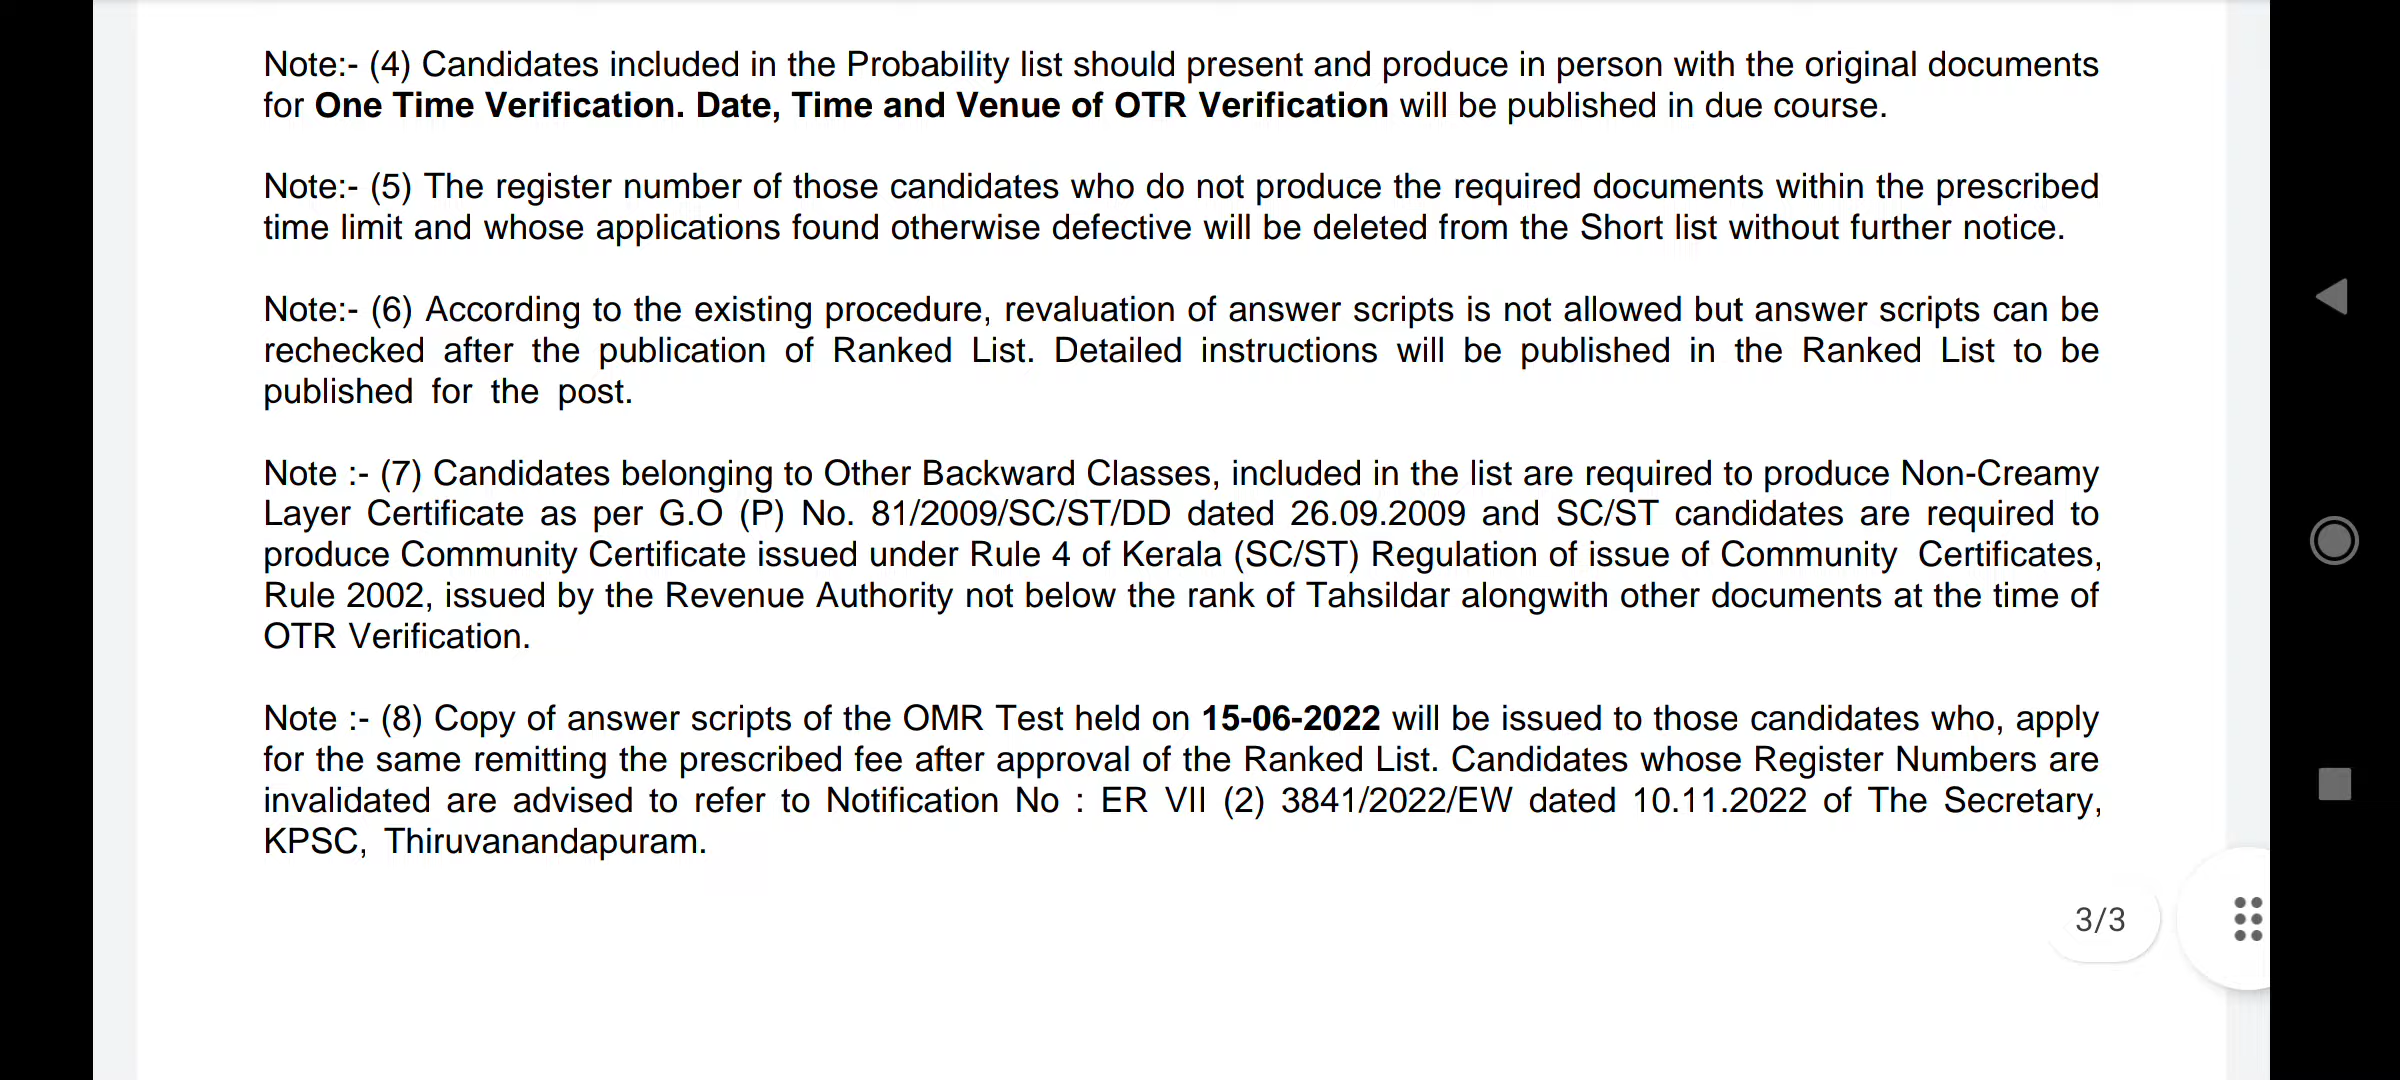 Note:- (4) Candidates included in the Probability list should present and produce in person with the original documents
for One Time Verification. Date, Time and Venue of OTR Verification will be published in due course.
Note:- (5) The register number of those candidates who do not produce the required documents within the prescribed
time limit and whose applications found otherwise defective will be deleted from the Short list without further notice.
Note:- (6) According to the existing procedure, revaluation of answer scripts is not allowed but answer scripts can be
rechecked after the publication of Ranked List. Detailed instructions will be published in the Ranked List to be
published for the post.
Note :- (7) Candidates belonging to Other Backward Classes, included in the list are required to produce Non-Creamy
Layer Certificate as per G.O (P) No. 81/2009/SC/ST/DD dated 26.09.2009 and SC/ST candidates are required to
produce Community Certificate issued under Rule 4 of Kerala (SC/ST) Regulation of issue of Community Certificates,
Rule 2002, issued by the Revenue Authority not below the rank of Tahsildar alongwith other documents at the time of
OTR Verification.
Note :- (8) Copy of answer scripts of the OMR Test held on 15-06-2022 will be issued to those candidates who, apply
for the same remitting the prescribed fee after approval of the Ranked List. Candidates whose Register Numbers are
invalidated are advised to refer to Notification No : ER VII (2) 3841/2022/EW dated 10.11.2022 of The Secretary,
KPSC, Thiruvanandapuram.
3/3